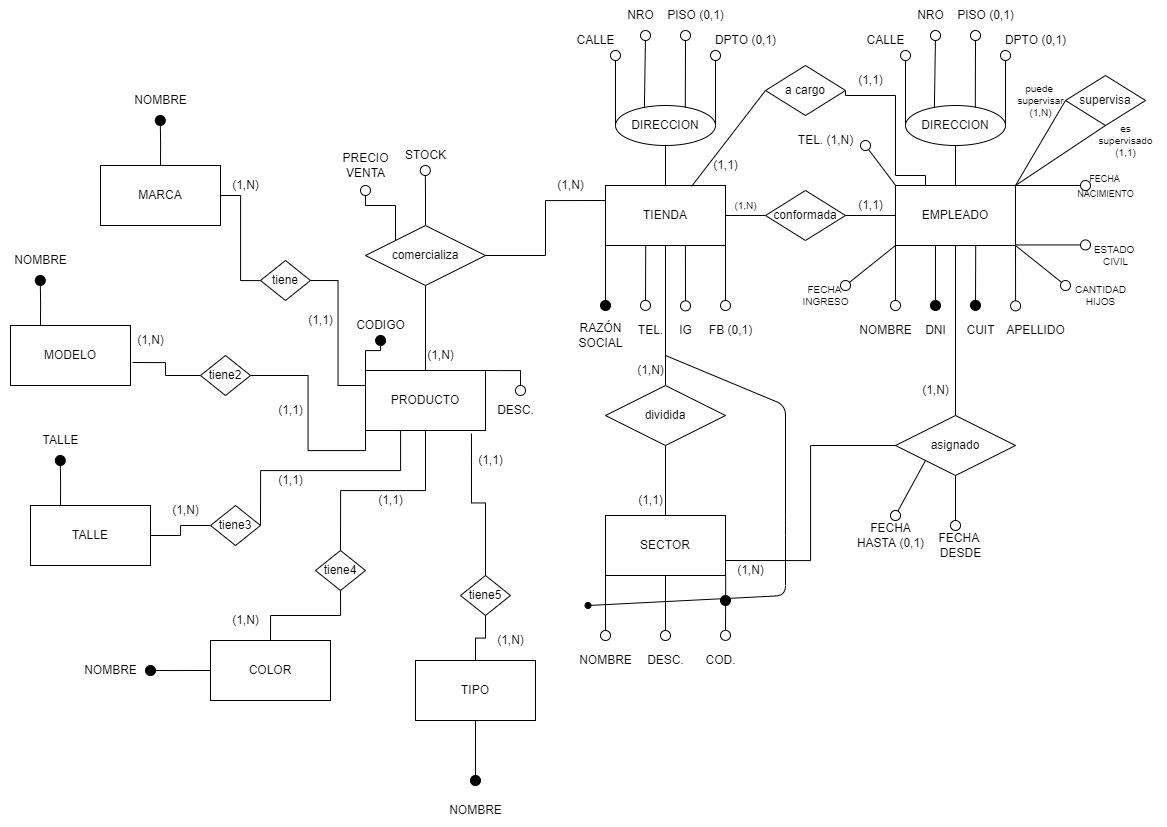 NRO
PISO (0,1)
CALLE
DPTO (0,1)
DIRECCION
a cargo
(1,1)
(1,1)
NRO
PISO (0,1)
CALLE
DPTO (0,1)
DIRECCION
puede
supervisar
(1,N)
supervisa
es
supervisado
(1,1)
NOMBRE
MARCA
(1,N)
PRECIO
VENTA
STOCK
comercializa
(1,N)
TIENDA
(1,N)
conformada
(1,1)
TEL. (1,N)
EMPLEADO
FECHA
NACIMIENTO
ESTADO
CIVIL
CANTIDAD
HIJOS
FECHA
INGRESO
NOMBRE
DNI
CUIT
APELLIDO
RAZÓN
SOCIAL
TEL.
IG
FB (0,1)
NOMBRE
MODELO
(1,N)
tiene
(1,1)
CODIGO
(1,N)
tiene2
(1,1)
PRODUCTO
DESC.
(1,N)
dividida
(1,1)
SECTOR
(1,N)
NOMBRE
DESC.
COD.
(1,N)
asignado
FECHA
HASTA (0,1)
FECHA
DESDE
TALLE
TALLE
(1,N)
tiene3
(1,1)
(1,1)
(1,1)
tiene4
tiene5
(1,N)
(1,N)
NOMBRE
COLOR
TIPO
NOMBRE